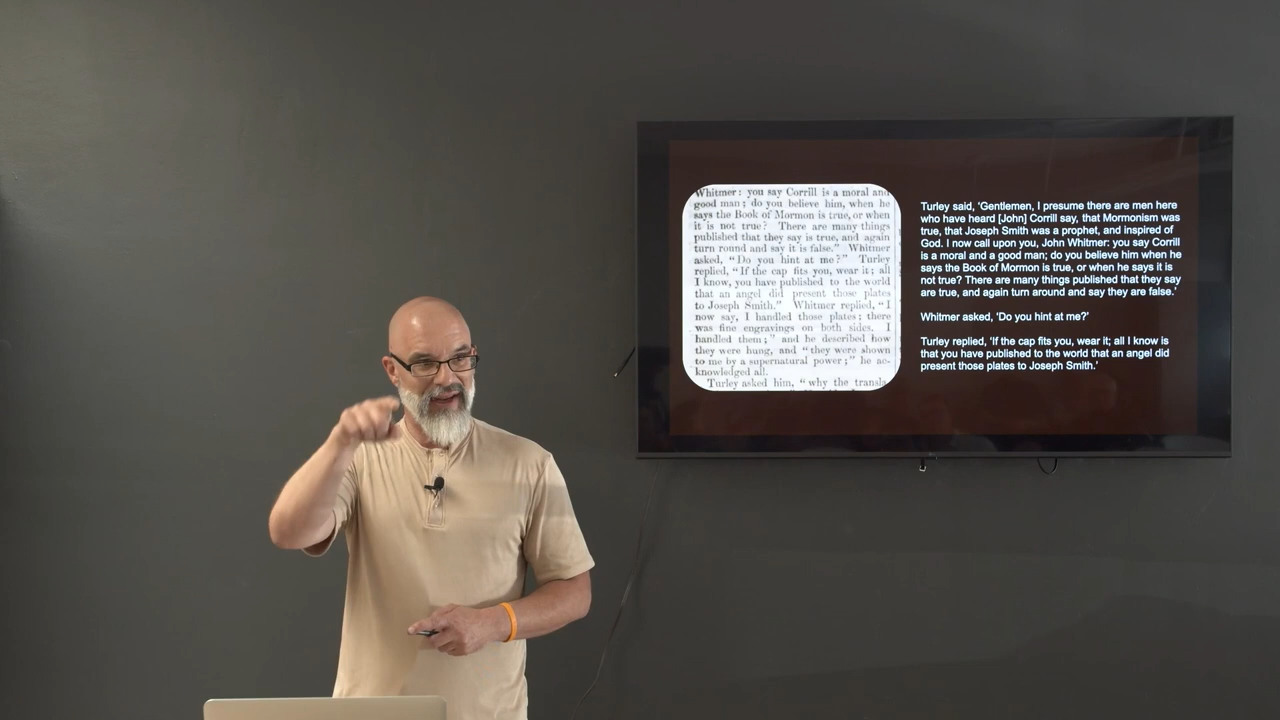 Whitmer: you say Corrill is a moral and
good man; do you believe him, when he
says the Book of Mormon is true, or when
it is not true? There are many things
published that they say is true, and again
turn round and say it is false.” Whitmer
asked, “Do you hint at me?” Turley
replied, “If the cap fits you, wear it; all
I know, you have published to the world
that an angel did present those plates
to Joseph Smith.” Whitmer replied, “I
now say, I handled those plates; there
was fine engravings on both sides. I
handled them;” and he described how
they were hung, and “they were shown
to me by a supernatural power;” he ac-
knowledged all.
Turley asked him, “why the transla-
Turley said, ‘Gentlemen, I presume there are men here
who have heard [John] Corrill say, that Mormonism was
true, that Joseph Smith was a prophet, and inspired of
God. I now call upon you, John Whitmer: you say Corrill
is a moral and a good man; do you believe him when he
says the Book of Mormon is true, or when he says it is
not true? There are many things published that they say
are true, and again turn around and say they are false.’
Whitmer asked, ‘Do you hint at me?’
Turley replied, ‘If the cap fits you, wear it; all I know is
that you have published to the world that an angel did
present those plates to Joseph Smith.’